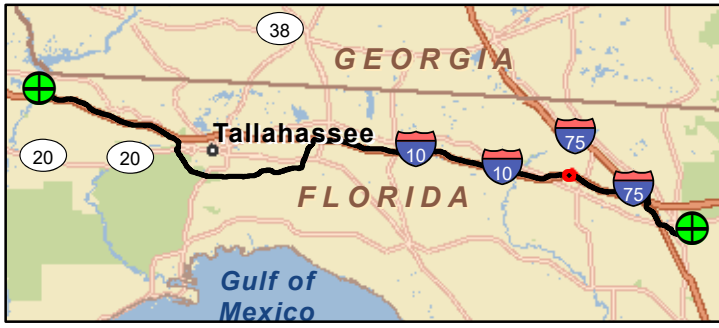 38
GEORGIA
Tallahassee
75
10
10
20
20
FLORIDA
75
Gulf of
Mexico